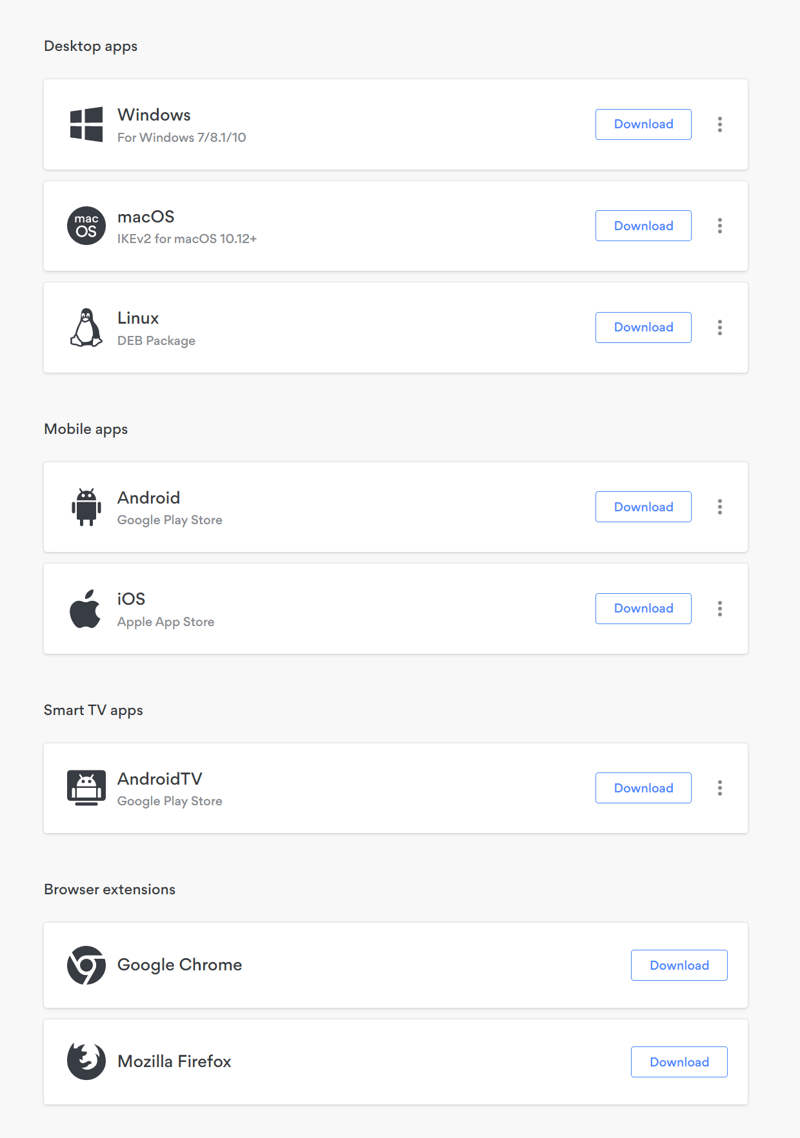 Desktop apps
Windows
For Windows 7/8.1/10
Download
mac
OS
macOS
IKEv2 for macOS 10.12+
Download
Linux
DEB Package
Download
Mobile apps
Android
Google Play Store
Download
iOS
Apple App Store
Download
Smart TV apps
AndroidTV
Google Play Store
Download
Browser extensions
Google Chrome
Download
Mozilla Firefox
Download